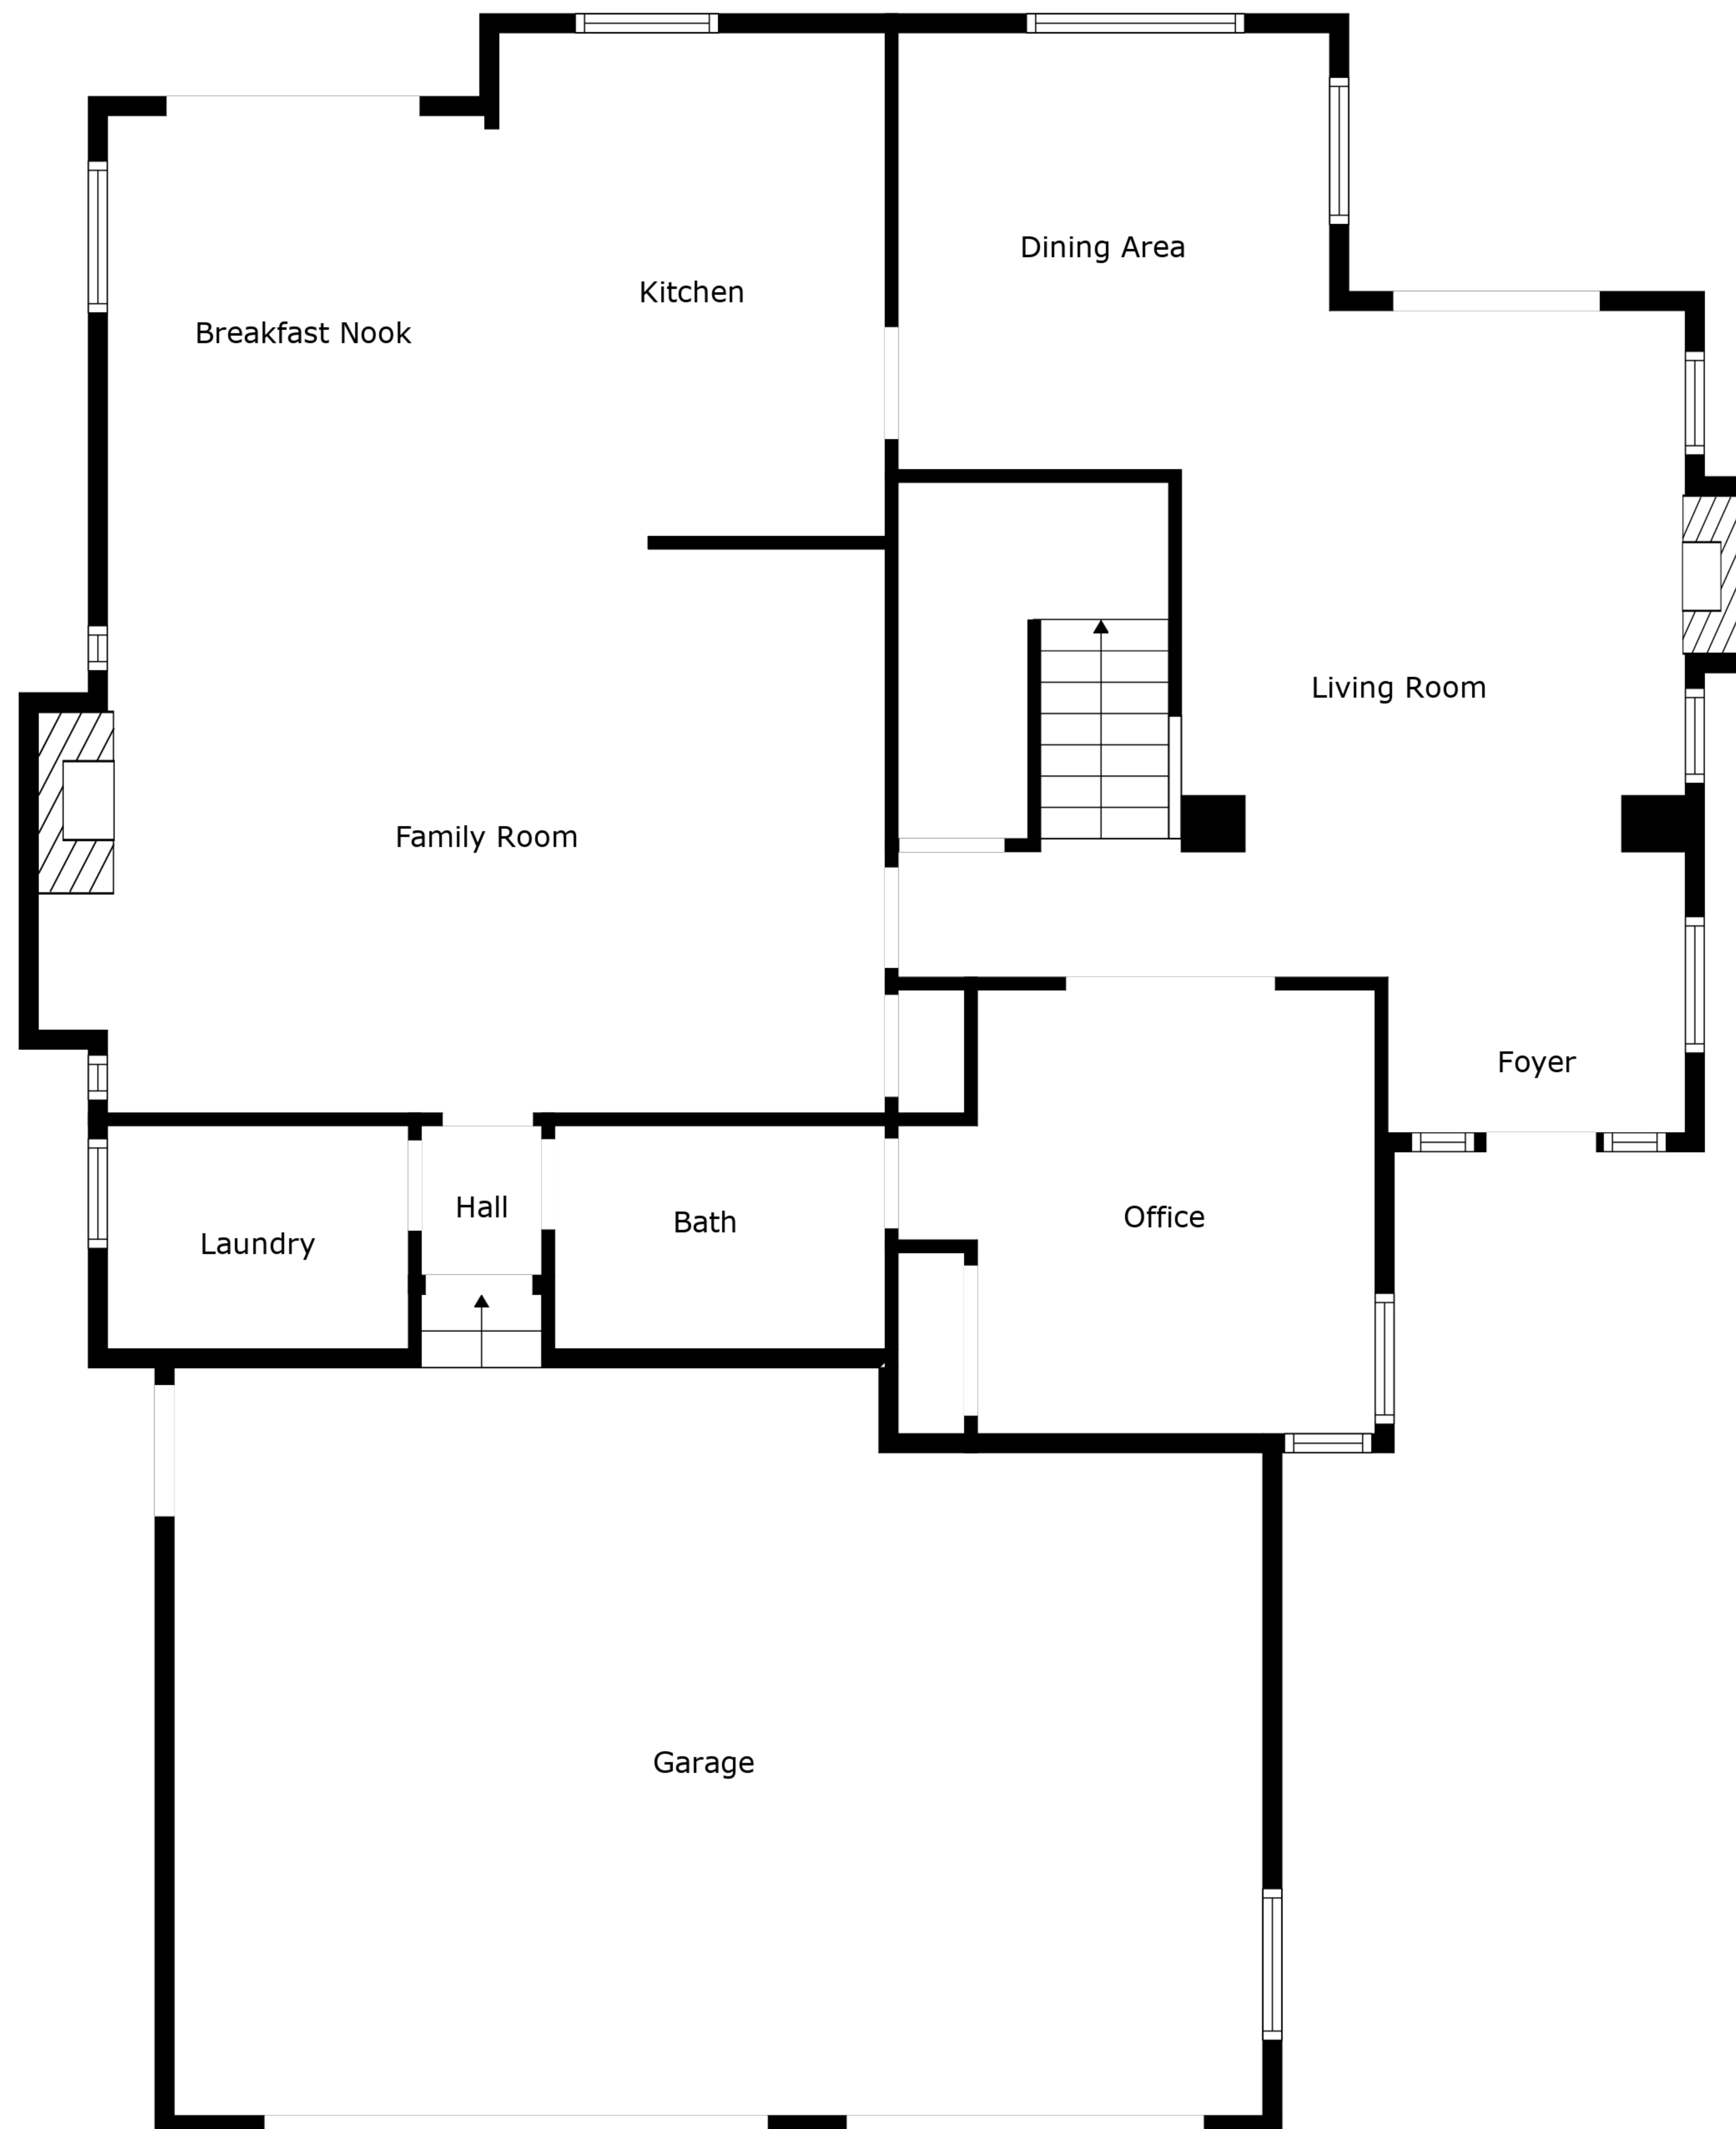 Dining Area
Kitchen
Breakfast Nook
Living Room
Family Room
Foyer
Hall
Office
Bath
Laundry
Garage